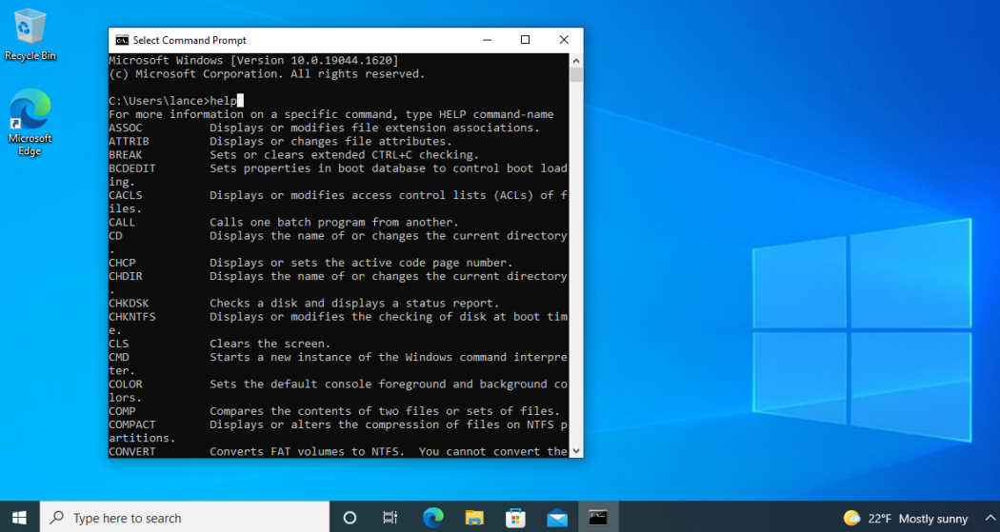 Recycle Bin
Microsoft
Edge
Select Command Prompt
Microsoft Windows [Version 10.0.19044.1620]
(c) Microsoft Corporation. All rights reserved.
C:\Users\lance>help
For more information on a specific command, type HELP command-name
ASSOC          Displays or modifies file extension associations.
ATTRIB         Displays or changes file attributes.
BREAK          Sets or clears extended CTRL+C checking.
BCDEDIT        Sets properties in boot database to control boot load
ing.
CACLS          Displays or modifies access control lists (ACLs) of f
iles.
CALL           Calls one batch program from another.
CD             Displays the name of or changes the current directory
.
CHCP           Displays or sets the active code page number.
CHDIR          Displays the name of or changes the current directory
.
CHKDSK         Checks a disk and displays a status report.
CHKNTFS        Displays or modifies the checking of disk at boot tim
e.
CLS            Clears the screen.
CMD            Starts a new instance of the Windows command interpre
ter.
COLOR          Sets the default console foreground and background co
lors.
COMP           Compares the contents of two files or sets of files.
COMPACT        Displays or alters the compression of files on NTFS p
artitions.
CONVERT        Converts FAT volumes to NTFS.  You cannot convert the
Type here to search
22°F Mostly sunny